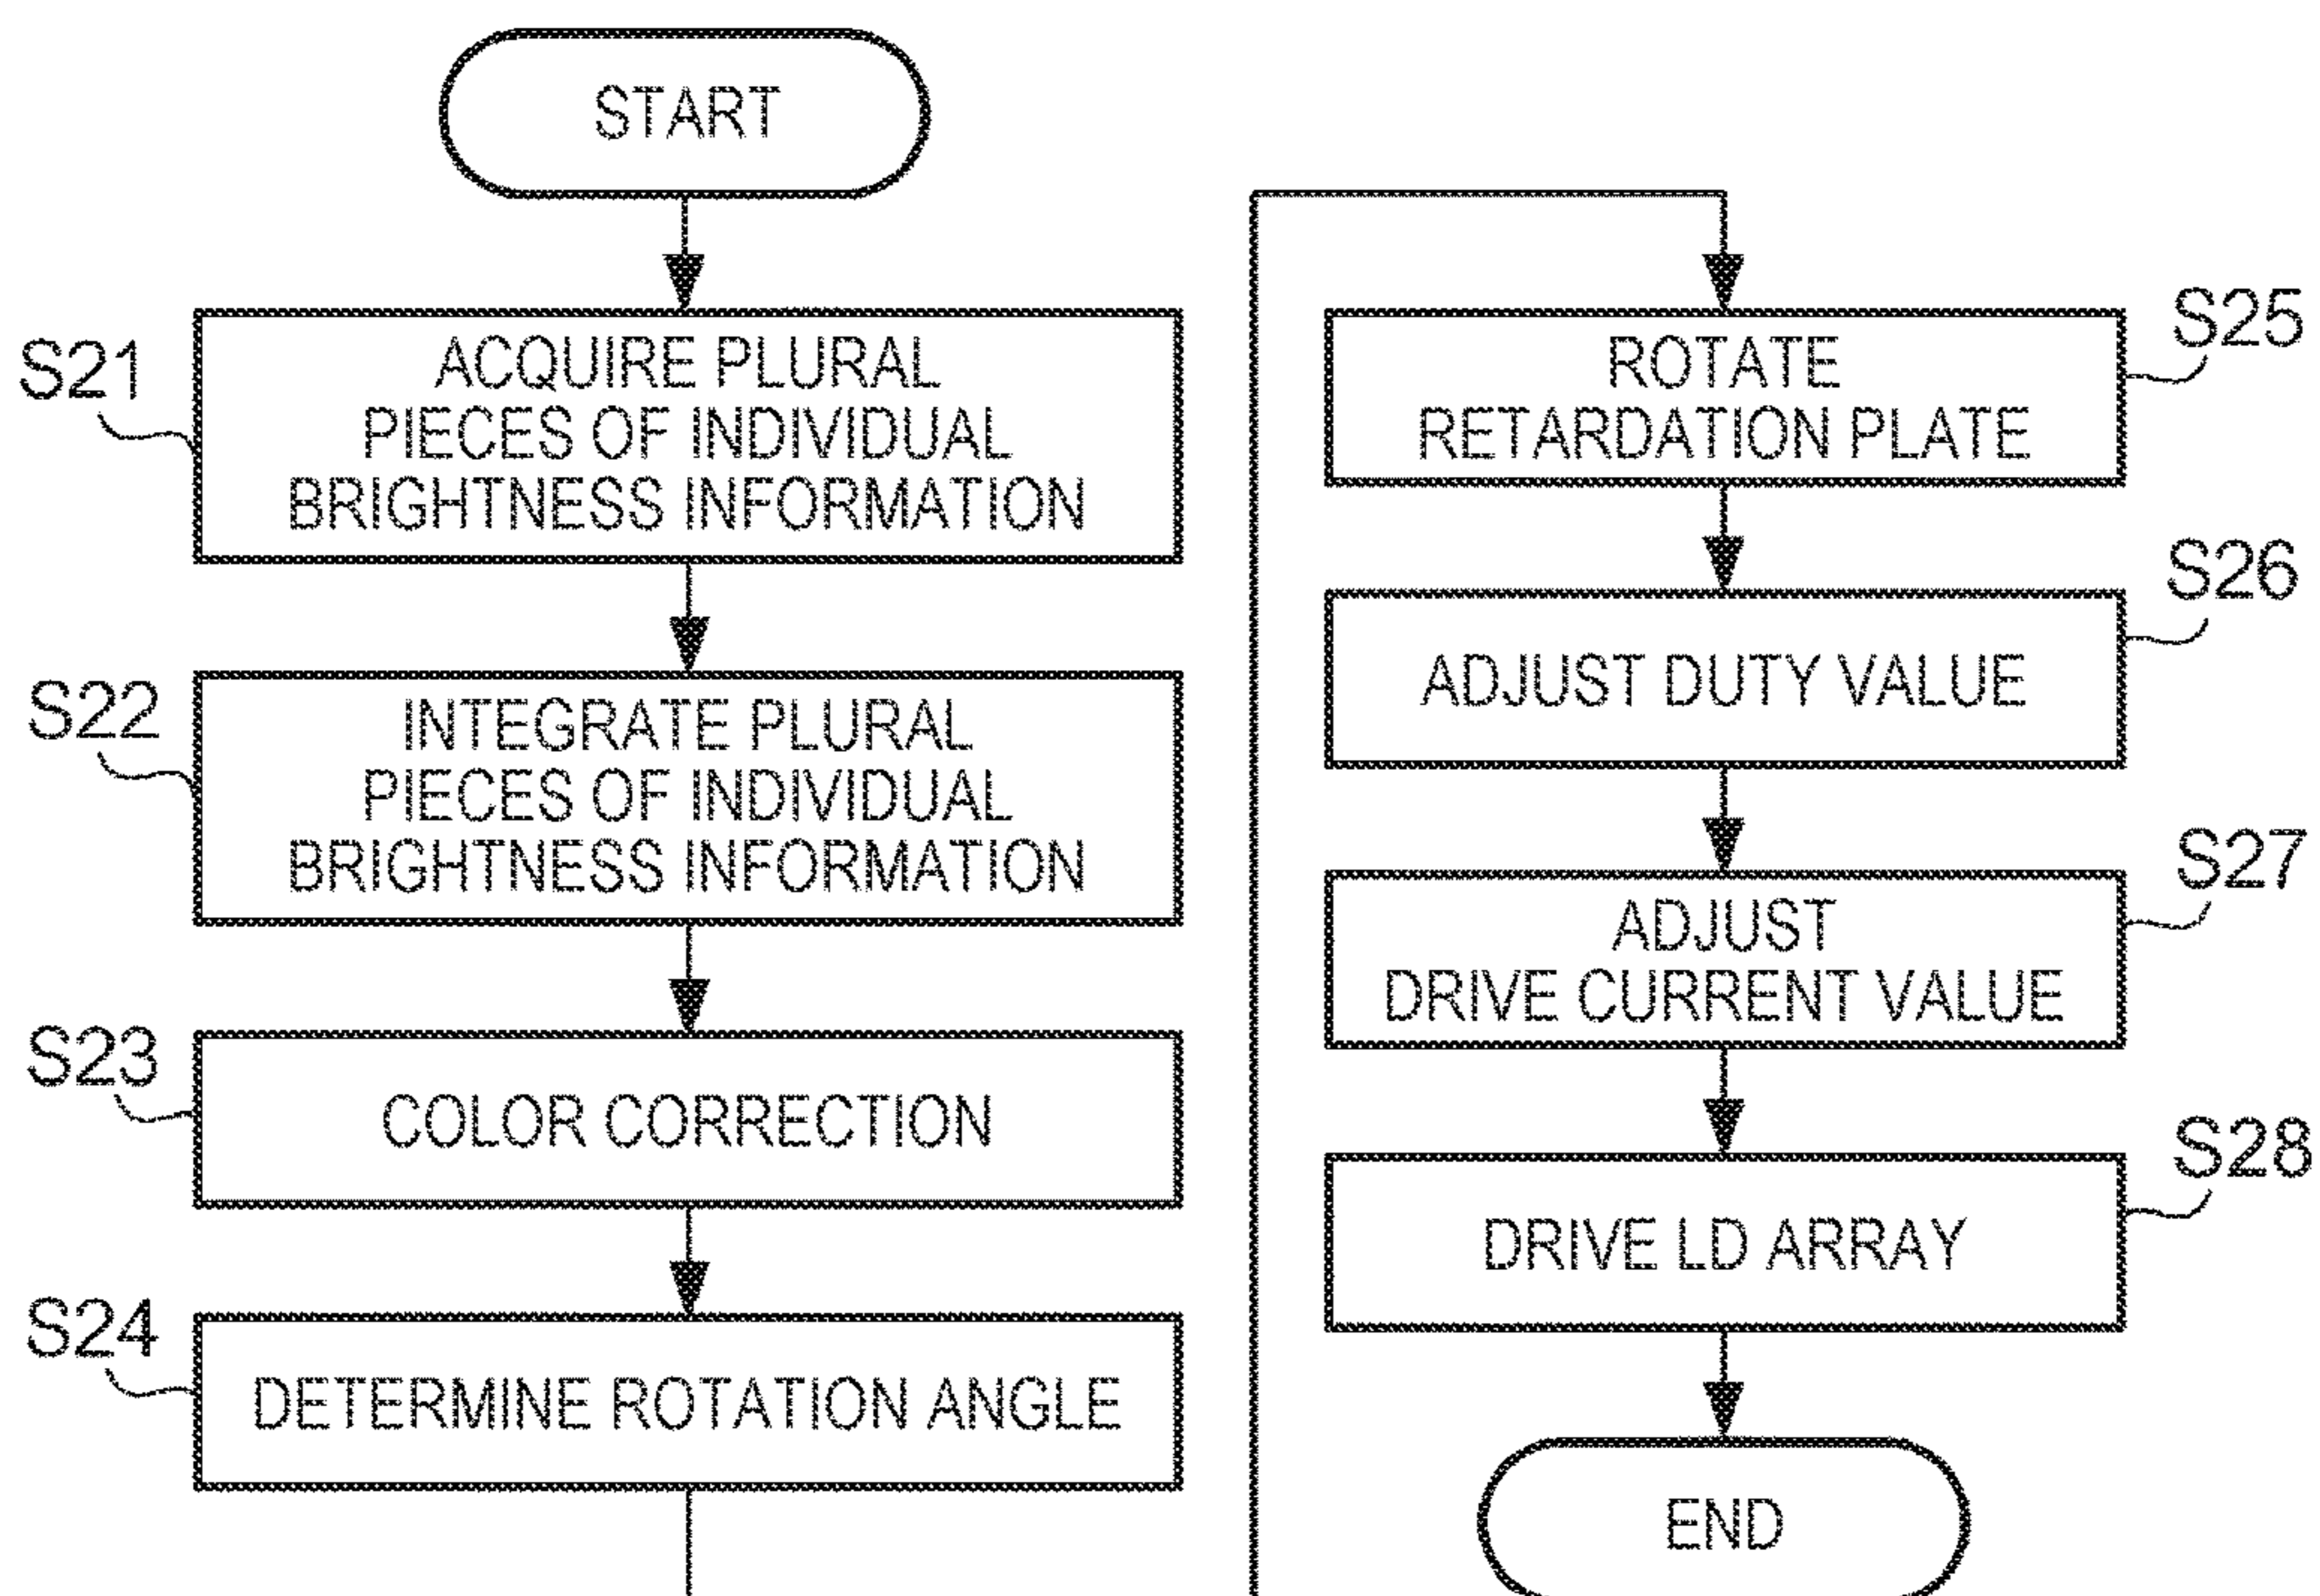 START
S21
ACQUIRE PLURAL
PIECES OF INDIVIDUAL
BRIGHTNESS INFORMATION
S22
INTEGRATE PLURAL
PIECES OF INDIVIDUAL
BRIGHTNESS INFORMATION
S23
COLOR CORRECTION
S24
DETERMINE ROTATION ANGLE
S25
ROTATE
RETARDATION PLATE
S26
ADJUST DUTY VALUE
S27
ADJUST
DRIVE CURRENT VALUE
S28
DRIVE LD ARRAY
END